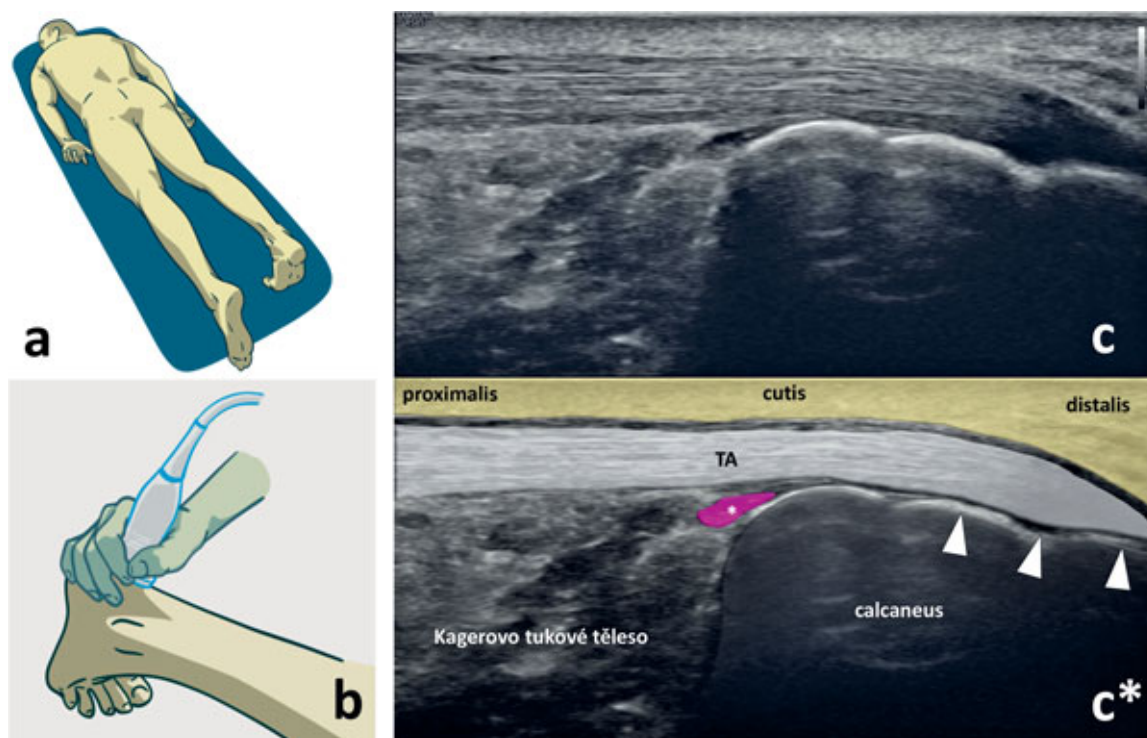 a
b
c
proximalis
cutis
distalis
TA
*
calcaneus
Kagerovo tukové těleso
c*